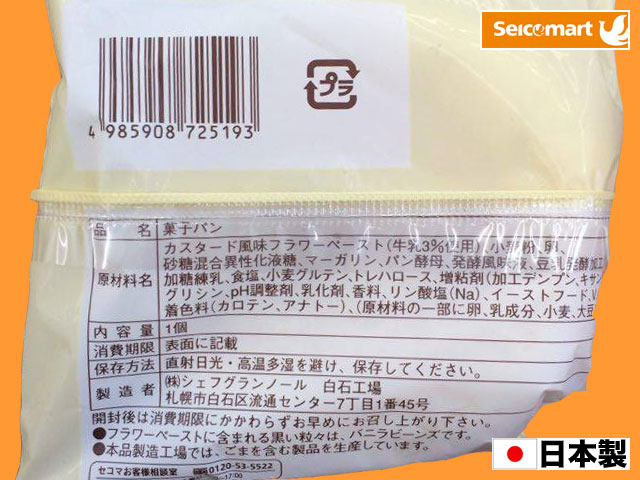 Seicomart
プラ
4 985908 725193
品名 菓子パン
カスタード風味フラワーペースト(牛乳3%使用)、小麦粉、卵、
砂糖混合異性化液糖、マーガリン、パン酵母、発酵風味液、豆乳発酵加工
原材料名 加糖練乳、食塩、小麦グルテン、トレハロース、増粘剤(加工デンプン、キサン
グリシン、pH調整剤、乳化剤、香料、リン酸塩(Na)、イーストフード、V.
着色料(カロテン、アナトー)、(原材料の一部に卵、乳成分、小麦、大豆
内容量 1個
消費期限 表面に記載
保存方法 直射日光・高温多湿を避け、保存してください。
製造者 ㈱シェフグランノール 白石工場
札幌市白石区流通センター7丁目1番45号
開封後は消費期限にかかわらずお早めにお召し上がり下さい。
●フラワーペーストに含まれる黒い粒々は、バニラビーンズです。
●本品製造工場では、ごまを含む製品を生産しています。
セコマお客様相談室 0120-53-5522
日本製